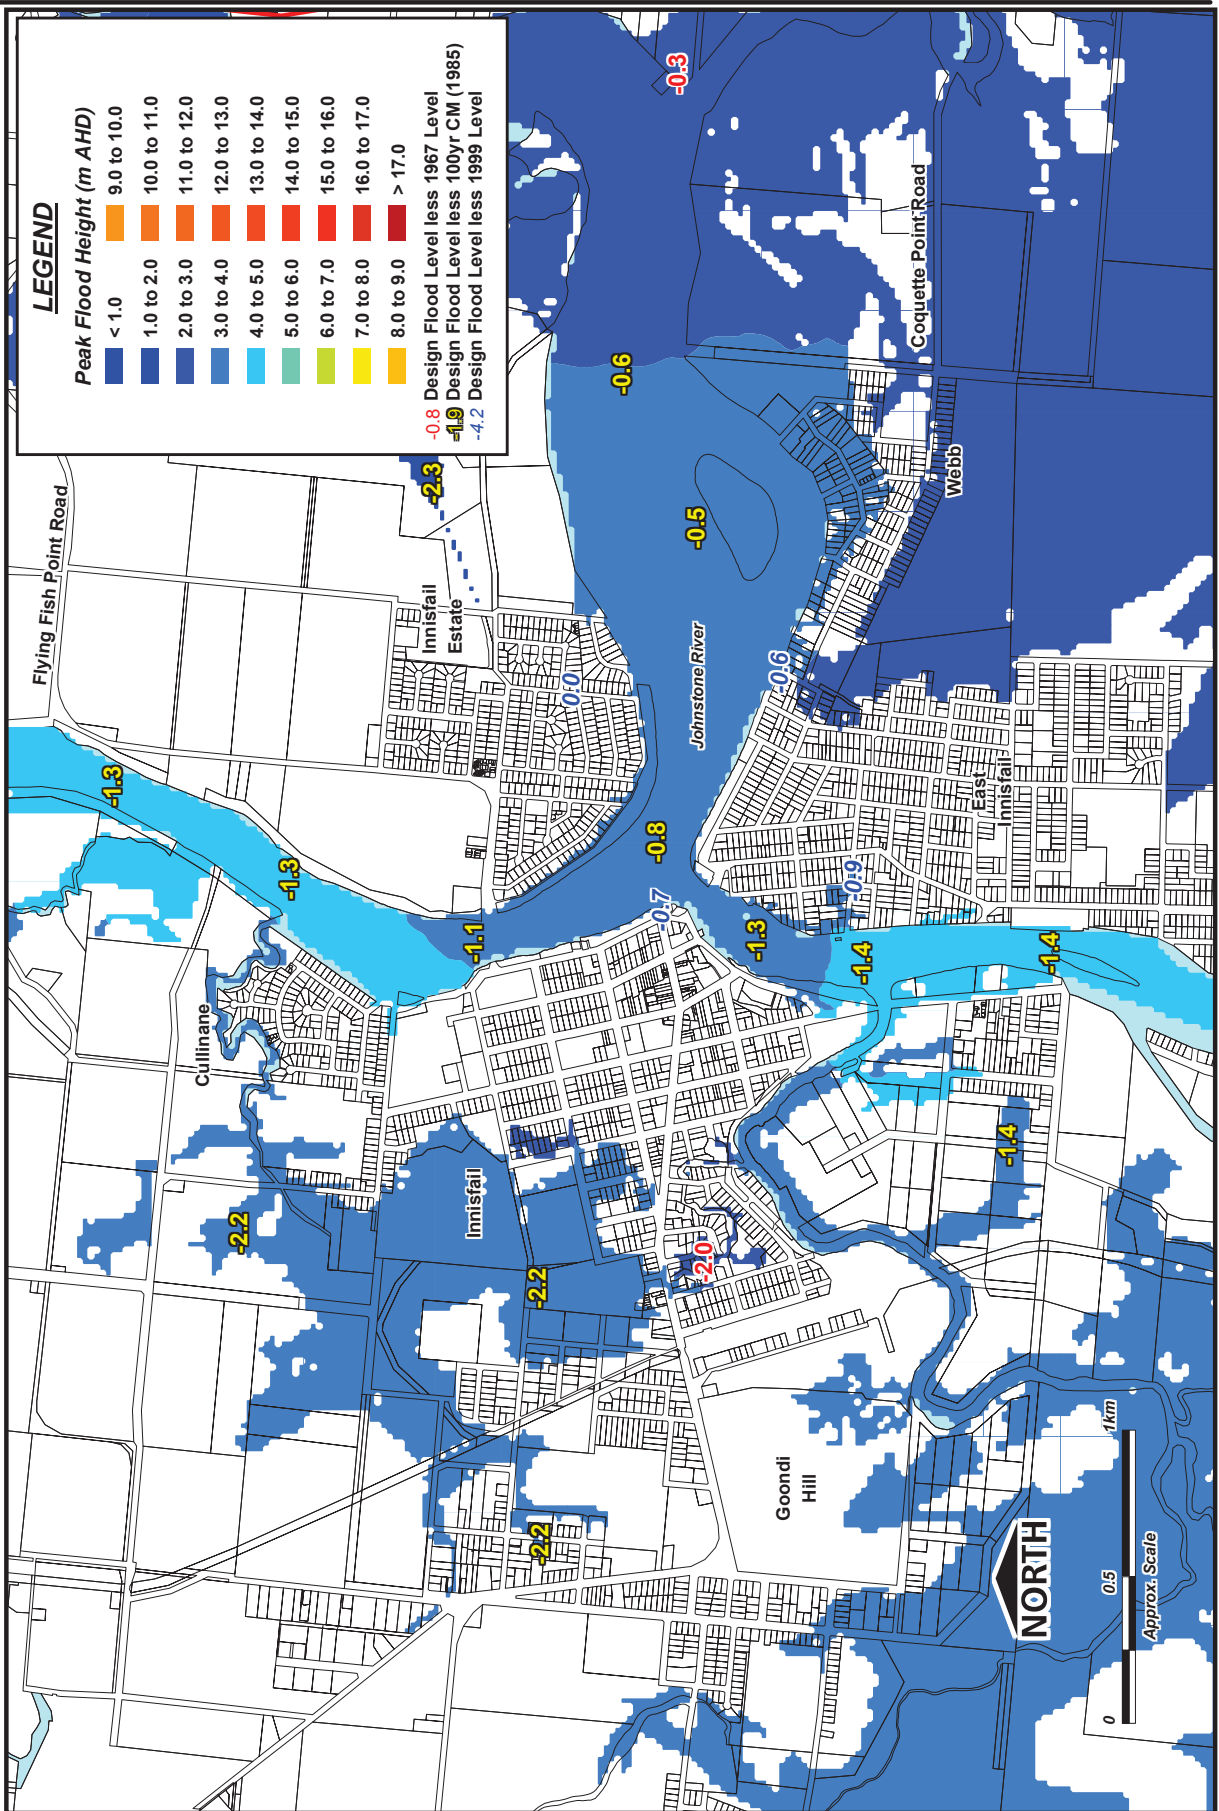 LEGEND
Peak Flood Height (m AHD)
< 1.0
1.0 to 2.0
2.0 to 3.0
3.0 to 4.0
4.0 to 5.0
5.0 to 6.0
6.0 to 7.0
7.0 to 8.0
8.0 to 9.0
9.0 to 10.0
10.0 to 11.0
11.0 to 12.0
12.0 to 13.0
13.0 to 14.0
14.0 to 15.0
15.0 to 16.0
16.0 to 17.0
> 17.0
-0.8 Design Flood Level less 1967 Level
-1.9 Design Flood Level less 100yr CM (1985)
-4.2 Design Flood Level less 1999 Level
Flying Fish Point Road
-1.3
-1.3
Cullinane
-2.2
-2.3
Innisfail
Estate
0.0
-1.1
Innisfail
-2.2
-2.2
-0.3
-0.6
-0.5
Johnstone River
-0.8
-0.7
-2.0
-0.6
-1.3
Goondi
Hill
-0.9
-1.4
Coquette Point Road
Webb
East
Innisfail
-1.4
-1.4
NORTH
0
0.5
1km
Approx. Scale